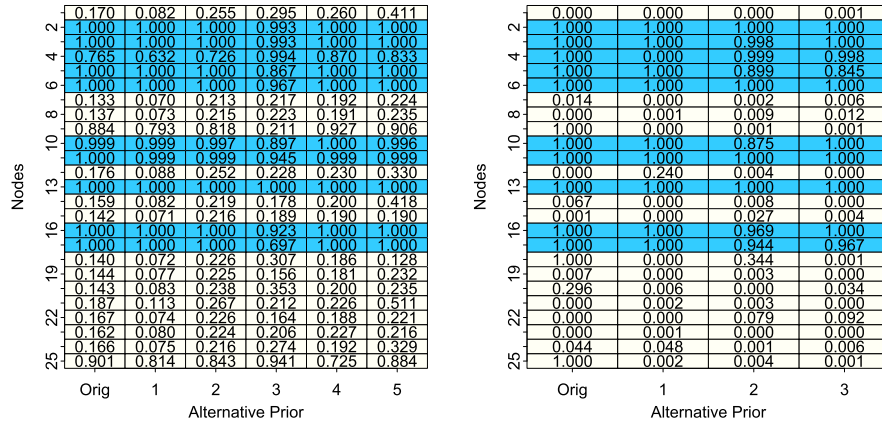 0.170 0.082 0.255 0.295 0.260 0.411
2 1.000 1.000 1.000 0.993 1.000 1.000
1.000 1.000 1.000 0.993 1.000 1.000
4 0.765 0.632 0.726 0.994 0.870 0.833
1.000 1.000 1.000 0.867 1.000 1.000
6 1.000 1.000 1.000 0.967 1.000 1.000
0.133 0.070 0.213 0.217 0.192 0.224
8 0.137 0.073 0.215 0.223 0.191 0.235
0.884 0.793 0.818 0.211 0.927 0.906
10 0.999 0.999 0.997 0.897 1.000 0.996
1.000 0.999 0.999 0.945 0.999 0.999
0.176 0.088 0.252 0.228 0.230 0.330
13 1.000 1.000 1.000 1.000 1.000 1.000
0.159 0.082 0.219 0.178 0.200 0.418
0.142 0.071 0.216 0.189 0.190 0.190
16 1.000 1.000 1.000 0.923 1.000 1.000
1.000 1.000 1.000 0.697 1.000 1.000
0.140 0.072 0.226 0.307 0.186 0.128
19 0.144 0.077 0.225 0.156 0.181 0.232
0.143 0.083 0.238 0.353 0.200 0.235
0.187 0.113 0.267 0.212 0.226 0.511
22 0.167 0.074 0.226 0.164 0.188 0.221
0.162 0.080 0.224 0.206 0.227 0.216
0.166 0.075 0.216 0.274 0.192 0.329
25 0.901 0.814 0.843 0.941 0.725 0.884
Nodes
Orig 1 2 3 4 5
Alternative Prior
0.000 0.000 0.000 0.001
2 1.000 1.000 1.000 1.000
1.000 1.000 0.998 1.000
4 1.000 0.000 0.999 0.998
1.000 1.000 0.899 0.845
6 1.000 1.000 1.000 1.000
0.014 0.000 0.002 0.006
8 0.000 0.001 0.009 0.012
1.000 0.000 0.001 0.001
10 1.000 1.000 0.875 1.000
1.000 1.000 1.000 1.000
0.000 0.240 0.004 0.000
13 1.000 1.000 1.000 1.000
0.067 0.000 0.008 0.000
0.001 0.000 0.027 0.004
16 1.000 1.000 0.969 1.000
1.000 1.000 0.944 0.967
1.000 0.000 0.344 0.001
19 0.007 0.000 0.003 0.000
0.296 0.006 0.000 0.034
0.000 0.002 0.003 0.000
22 0.000 0.000 0.079 0.092
0.000 0.001 0.000 0.000
0.044 0.048 0.001 0.006
25 1.000 0.002 0.004 0.001
Nodes
Orig 1 2 3
Alternative Prior